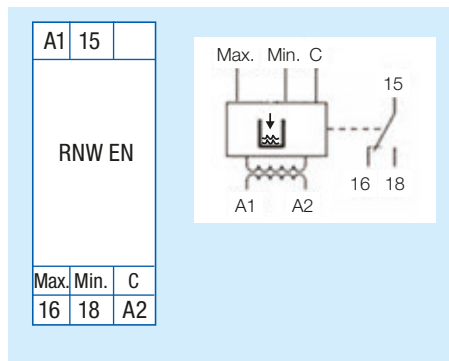 A1 15
RNW EN
Max. Min. C
16 18 A2
Max. Min. C
15
16 18
A1 A2